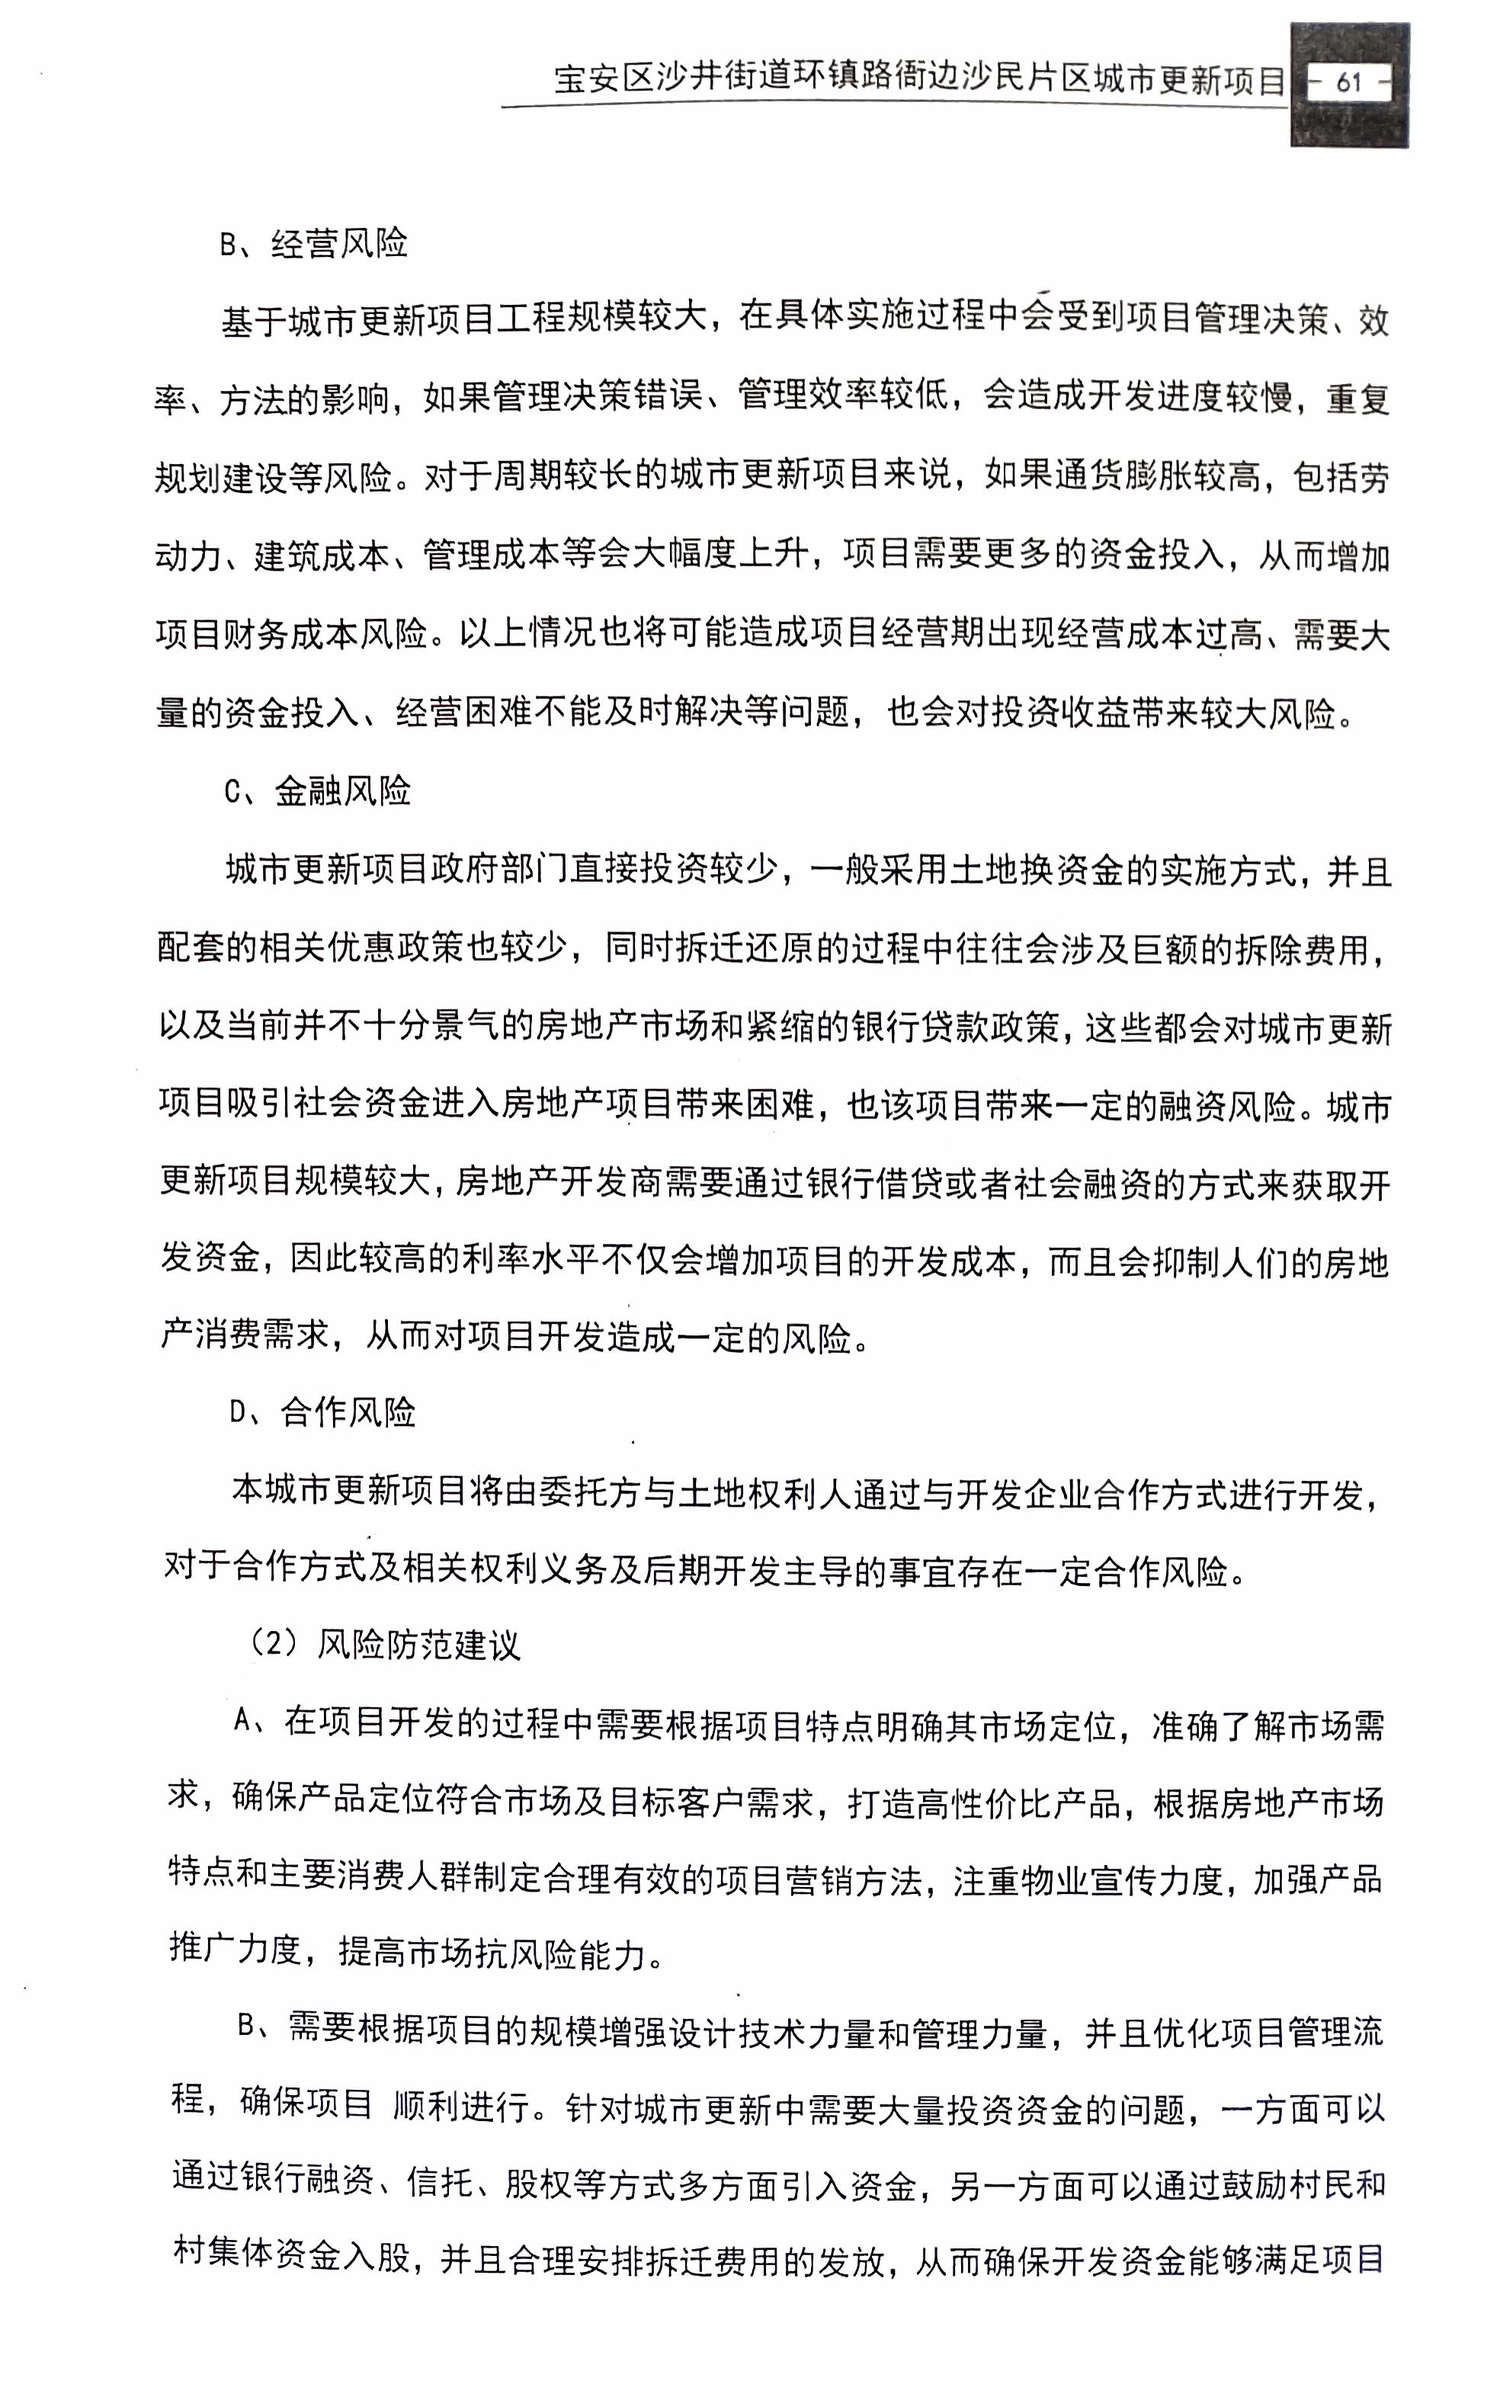 宝安区沙井街道环镇路衙边沙民片区城市更新项目
- 61 -
B、经营风险
基于城市更新项目工程规模较大，在具体实施过程中会受到项目管理决策、效
率、方法的影响，如果管理决策错误、管理效率较低，会造成开发进度较慢，重复
规划建设等风险。对于周期较长的城市更新项目来说，如果通货膨胀较高，包括劳
动力、建筑成本、管理成本等会大幅度上升，项目需要更多的资金投入，从而增加
项目财务成本风险。以上情况也将可能造成项目经营期出现经营成本过高、需要大
量的资金投入、经营困难不能及时解决等问题，也会对投资收益带来较大风险。
C、金融风险
城市更新项目政府部门直接投资较少，一般采用土地换资金的实施方式，并且
配套的相关优惠政策也较少，同时拆迁还原的过程中往往会涉及巨额的拆除费用，
以及当前并不十分景气的房地产市场和紧缩的银行贷款政策，这些都会对城市更新
项目吸引社会资金进入房地产项目带来困难，也该项目带来一定的融资风险。城市
更新项目规模较大，房地产开发商需要通过银行借贷或者社会融资的方式来获取开
发资金，因此较高的利率水平不仅会增加项目的开发成本，而且会抑制人们的房地
产消费需求，从而对项目开发造成一定的风险。
D、合作风险
本城市更新项目将由委托方与土地权利人通过与开发企业合作方式进行开发，
对于合作方式及相关权利义务及后期开发主导的事宜存在一定合作风险。
（2）风险防范建议
A、在项目开发的过程中需要根据项目特点明确其市场定位，准确了解市场需
求，确保产品定位符合市场及目标客户需求，打造高性价比产品，根据房地产市场
特点和主要消费人群制定合理有效的项目营销方法，注重物业宣传力度，加强产品
推广力度，提高市场抗风险能力。
B、需要根据项目的规模增强设计技术力量和管理力量，并且优化项目管理流
程，确保项目 顺利进行。针对城市更新中需要大量投资资金的问题，一方面可以
通过银行融资、信托、股权等方式多方面引入资金，另一方面可以通过鼓励村民和
村集体资金入股，并且合理安排拆迁费用的发放，从而确保开发资金能够满足项目